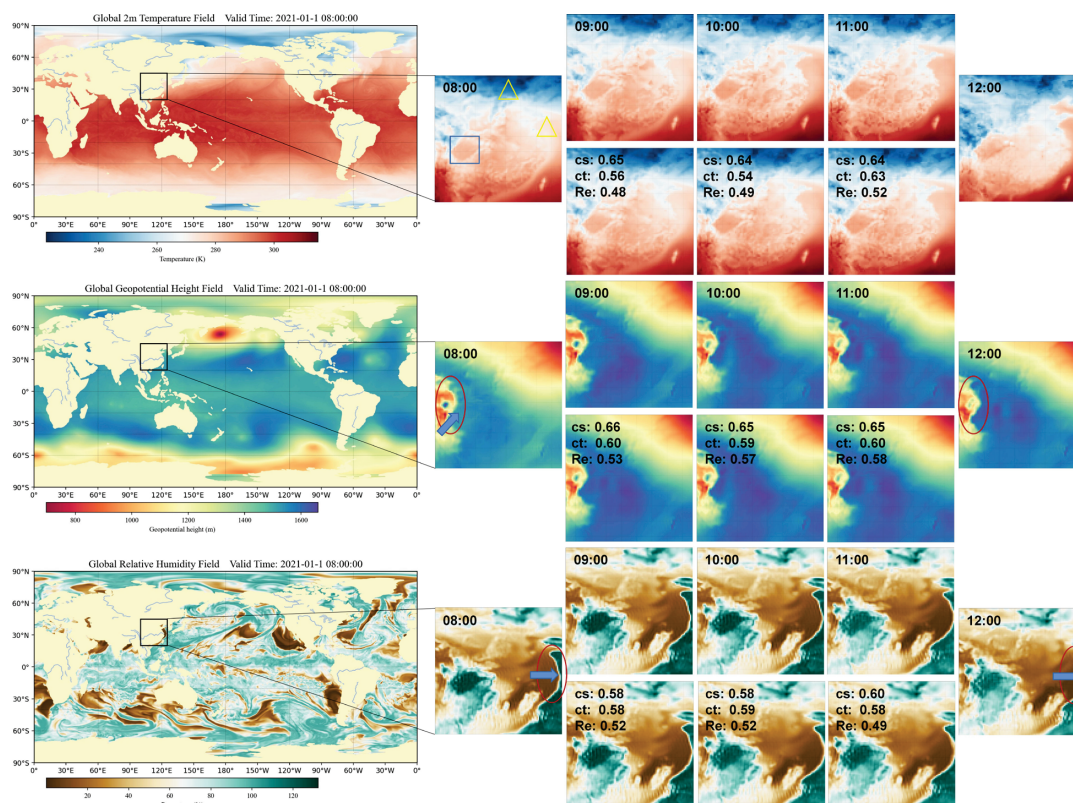 Global 2m Temperature Field Valid Time: 2021-01-1 08:00:00
90°N
60°N
30°N
0°
30°S
60°S
90°S
0° 30°E 60°E 90°E 120°E 150°E 180° 150°W 120°W 90°W 60°W 30°W 0°
240 260 280 300
Temperature (K)
08:00
09:00 10:00 11:00
12:00
cs: 0.65
ct: 0.56
Re: 0.48
cs: 0.64
ct: 0.54
Re: 0.49
cs: 0.64
ct: 0.63
Re: 0.52
Global Geopotential Height Field Valid Time: 2021-01-1 08:00:00
90°N
60°N
30°N
0°
30°S
60°S
90°S
0° 30°E 60°E 90°E 120°E 150°E 180° 150°W 120°W 90°W 60°W 30°W 0°
800 1000 1200 1400 1600
Geopotential height (m)
08:00
09:00 10:00 11:00
12:00
cs: 0.66
ct: 0.60
Re: 0.53
cs: 0.65
ct: 0.59
Re: 0.57
cs: 0.65
ct: 0.60
Re: 0.58
Global Relative Humidity Field Valid Time: 2021-01-1 08:00:00
90°N
60°N
30°N
0°
30°S
60°S
90°S
0° 30°E 60°E 90°E 120°E 150°E 180° 150°W 120°W 90°W 60°W 30°W 0°
20 40 60 80 100 120
08:00
09:00 10:00 11:00
12:00
cs: 0.58
ct: 0.58
Re: 0.52
cs: 0.58
ct: 0.59
Re: 0.52
cs: 0.60
ct: 0.58
Re: 0.49